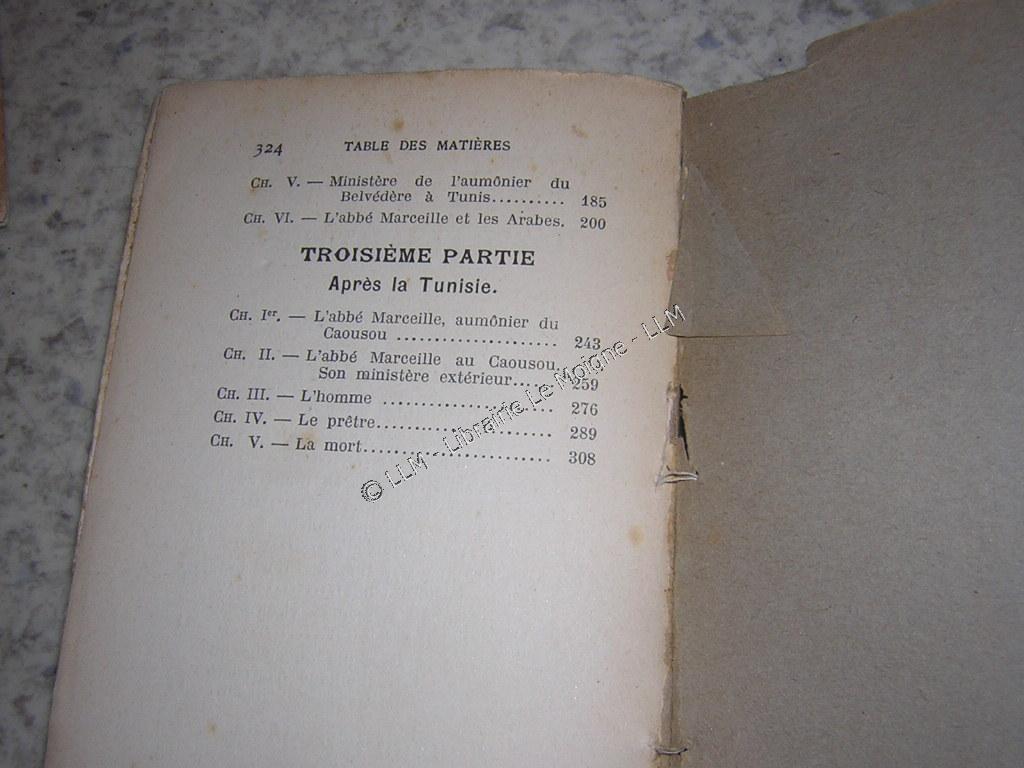 324 TABLE DES MATIÈRES
CH. V. — Ministère de l'aumônier du
Belvédère à Tunis.......... 185
CH. VI. — L'abbé Marceille et les Arabes. 200
TROISIÈME PARTIE
Après la Tunisie.
CH. Ier. — L'abbé Marceille, aumônier du
Caousou ...................... 243
CH. II. — L'abbé Marceille au Caousou.
Son ministère extérieur..... 259
CH. III. — L'homme ........................ 276
CH. IV. — Le prêtre......................... 289
CH. V. — La mort........................... 308
© LLM - Librairie Le Moigne - LLM